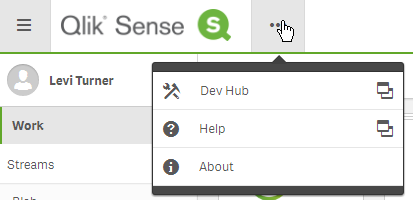 Qlik Sense
Levi Turner
Work
Streams
Dev Hub
Help
About